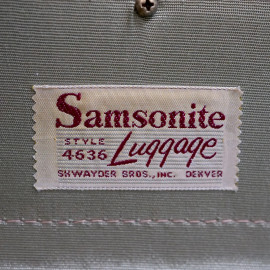 Samsonite
STYLE
4636 Luggage
SHWAYDER BROS., INC. DENVER